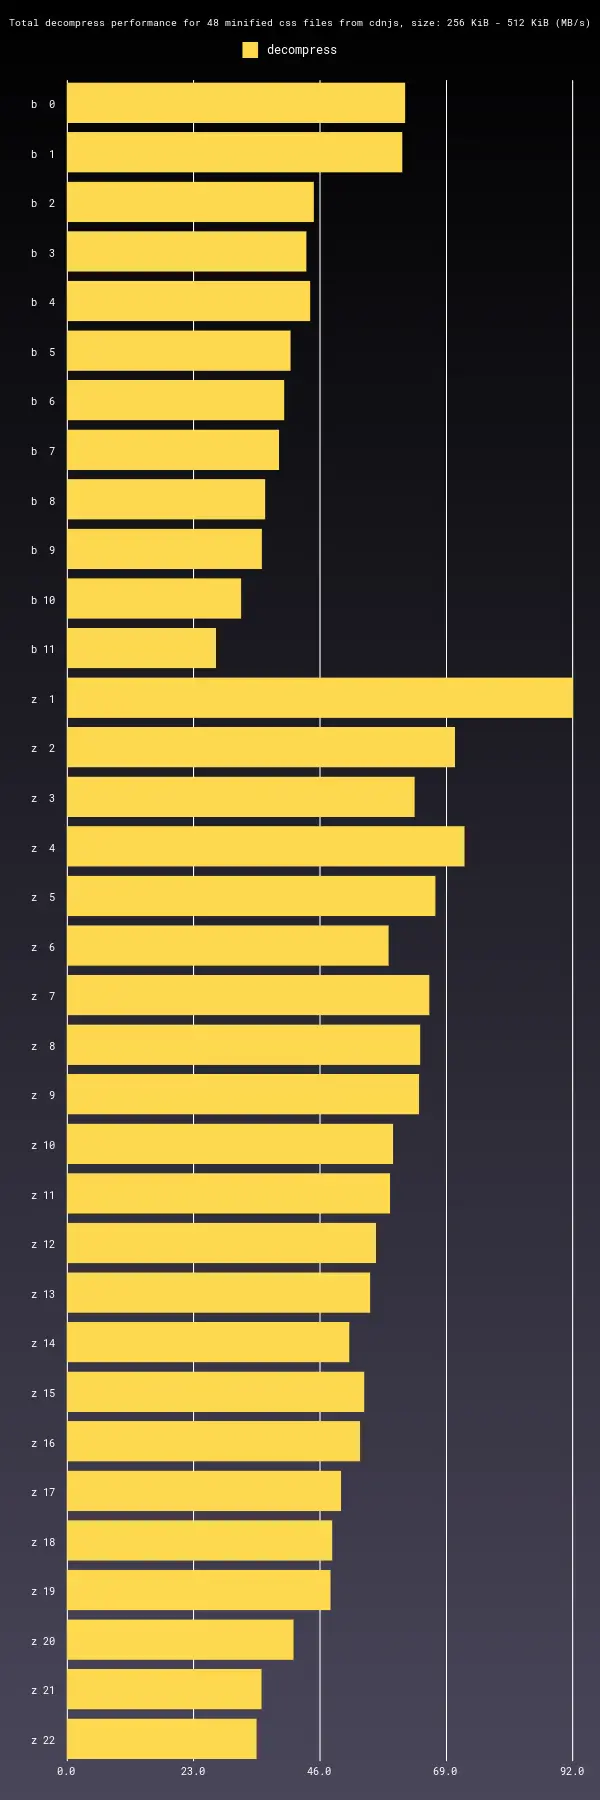 Total decompress performance for 48 minified css files from cdnjs, size: 256 KiB - 512 KiB (MB/s)
decompress
b  0
b  1
b  2
b  3
b  4
b  5
b  6
b  7
b  8
b  9
b 10
b 11
z  1
z  2
z  3
z  4
z  5
z  6
z  7
z  8
z  9
z 10
z 11
z 12
z 13
z 14
z 15
z 16
z 17
z 18
z 19
z 20
z 21
z 22
0.0 23.0 46.0 69.0 92.0